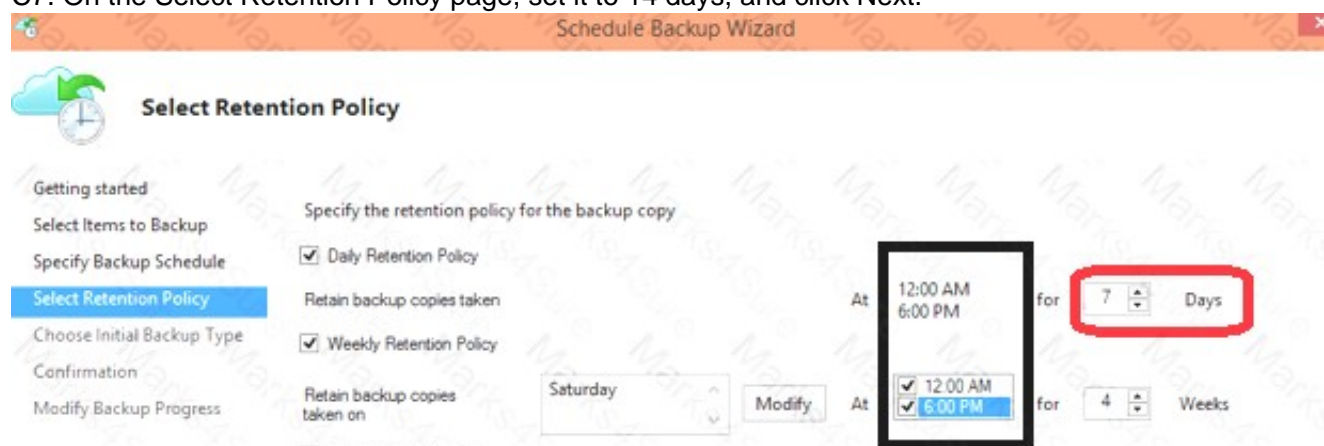 C7. On the Select Retention Policy page, set it to 14 days, and click Next.
Schedule Backup Wizard
Select Retention Policy
Getting started
Select Items to Backup
Specify Backup Schedule
Select Retention Policy
Choose Initial Backup Type
Confirmation
Modify Backup Progress
Specify the retention policy for the backup copy
Daily Retention Policy
Retain backup copies taken At 12:00 AM 6:00 PM for 7 Days
Weekly Retention Policy
Retain backup copies taken on Saturday Modify At 12:00 AM 6:00 PM for 4 Weeks
Marks4Sure